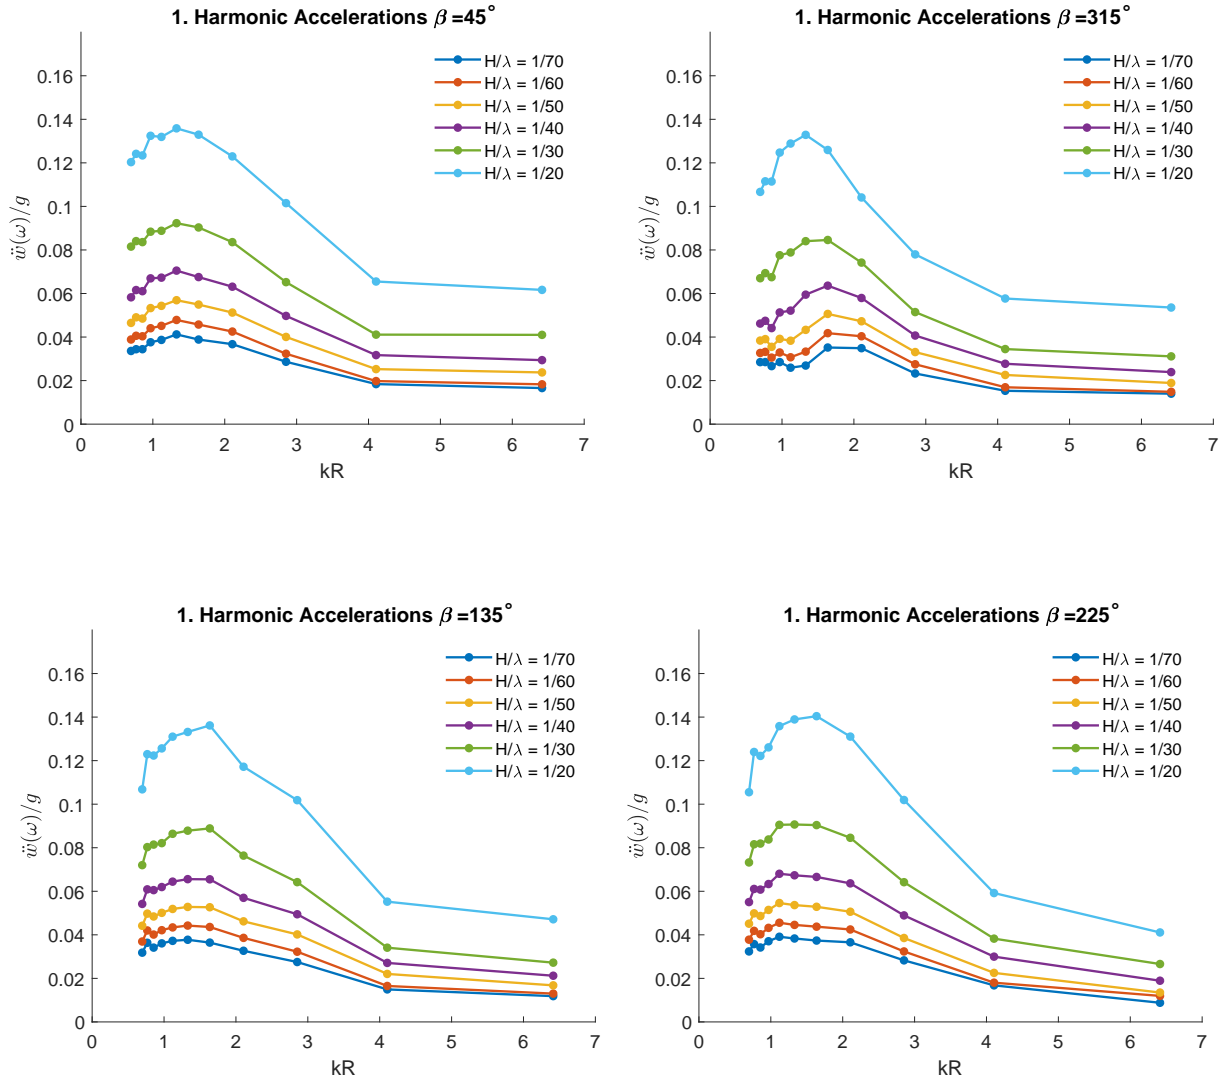 1. Harmonic Accelerations β =45°
H/λ = 1/70
H/λ = 1/60
H/λ = 1/50
H/λ = 1/40
H/λ = 1/30
H/λ = 1/20
0.16
0.14
0.12
0.1
0.08
0.06
0.04
0.02
0
ẅ(ω)/g
0 1 2 3 4 5 6 7
kR
1. Harmonic Accelerations β =315°
H/λ = 1/70
H/λ = 1/60
H/λ = 1/50
H/λ = 1/40
H/λ = 1/30
H/λ = 1/20
0.16
0.14
0.12
0.1
0.08
0.06
0.04
0.02
0
ẅ(ω)/g
0 1 2 3 4 5 6 7
kR
1. Harmonic Accelerations β =135°
H/λ = 1/70
H/λ = 1/60
H/λ = 1/50
H/λ = 1/40
H/λ = 1/30
H/λ = 1/20
0.16
0.14
0.12
0.1
0.08
0.06
0.04
0.02
0
ẅ(ω)/g
0 1 2 3 4 5 6 7
kR
1. Harmonic Accelerations β =225°
H/λ = 1/70
H/λ = 1/60
H/λ = 1/50
H/λ = 1/40
H/λ = 1/30
H/λ = 1/20
0.16
0.14
0.12
0.1
0.08
0.06
0.04
0.02
0
ẅ(ω)/g
0 1 2 3 4 5 6 7
kR